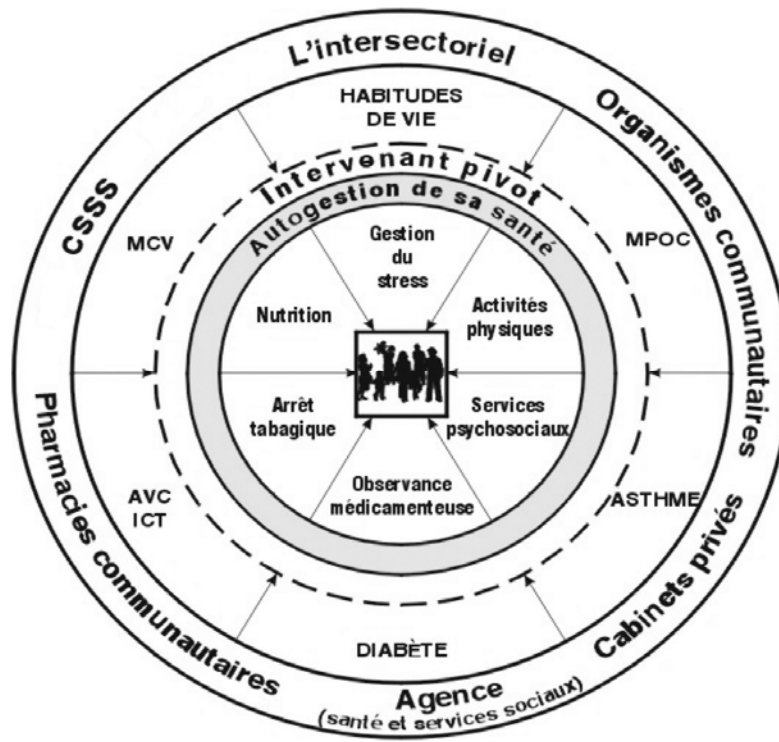 L'intersectoriel
Organismes communautaires
Cabinets privés
Agence
(santé et services sociaux)
Pharmacies communautaires
CSSS
HABITUDES
DE VIE
MPOC
ASTHME
DIABÈTE
AVC
ICT
MCV
Intervenant pivot
Autogestion de sa santé
Gestion
du
stress
Activités
physiques
Services
psychosociaux
Observance
médicamenteuse
Arrêt
tabagique
Nutrition